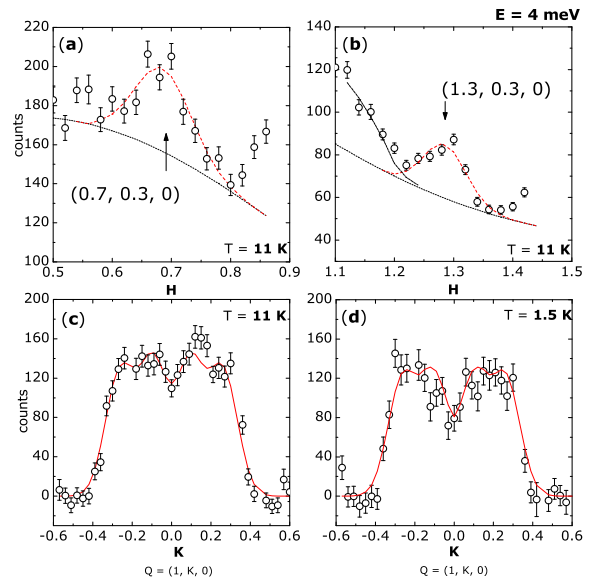 E = 4 meV
(a)
(0.7, 0.3, 0)
T = 11 K
counts
260
240
220
200
180
160
140
120
100
0.5 0.6 0.7 0.8 0.9
H
(b)
(1.3, 0.3, 0)
T = 11 K
140
120
100
80
60
40
1.1 1.2 1.3 1.4 1.5
H
(c)
T = 11 K
counts
200
160
120
80
40
0
-0.6 -0.4 -0.2 0.0 0.2 0.4 0.6
K
Q = (1, K, 0)
(d)
T = 1.5 K
200
160
120
80
40
0
-0.6 -0.4 -0.2 0.0 0.2 0.4 0.6
K
Q = (1, K, 0)